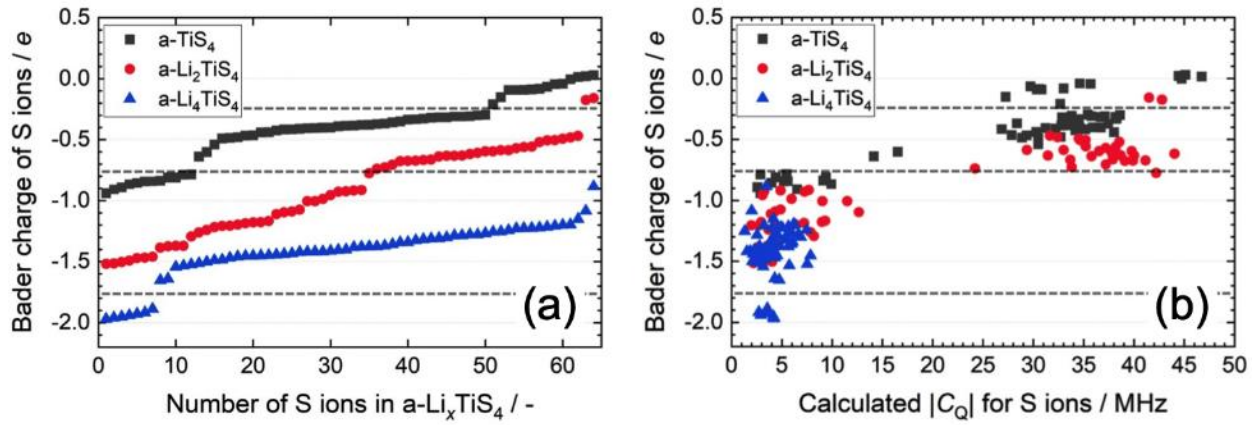 0.5
0.0
-0.5
-1.0
-1.5
-2.0
Bader charge of S ions / e
a-TiS₄
a-Li₂TiS₄
a-Li₄TiS₄
(a)
0 10 20 30 40 50 60
Number of S ions in a-LiₓTiS₄ / -
0.5
0.0
-0.5
-1.0
-1.5
-2.0
Bader charge of S ions / e
a-TiS₄
a-Li₂TiS₄
a-Li₄TiS₄
(b)
0 5 10 15 20 25 30 35 40 45 50
Calculated |C_Q| for S ions / MHz